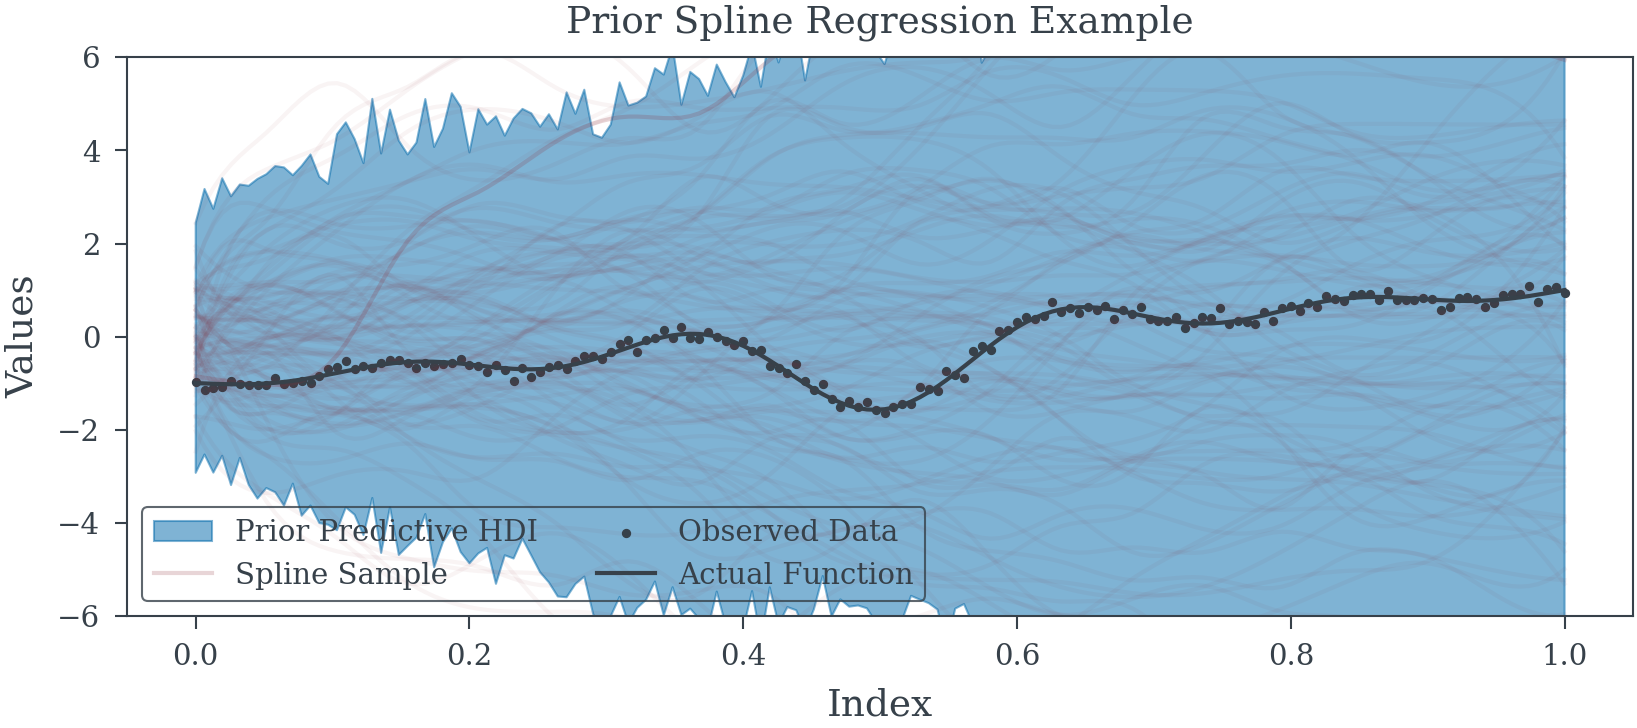 Prior Spline Regression Example
Values
6
4
2
0
−2
−4
−6
Prior Predictive HDI
Spline Sample
Observed Data
Actual Function
0.0 0.2 0.4 0.6 0.8 1.0
Index